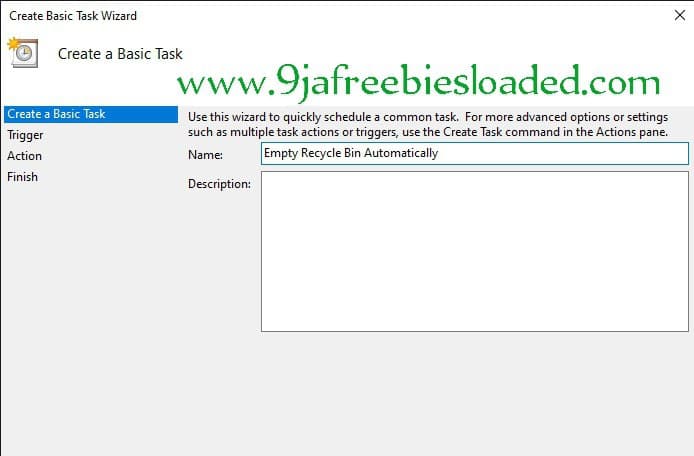 Create Basic Task Wizard
Create a Basic Task
www.9jafreebiesloaded.com
Create a Basic Task
Trigger
Action
Finish
Use this wizard to quickly schedule a common task. For more advanced options or settings
such as multiple task actions or triggers, use the Create Task command in the Actions pane.
Name: Empty Recycle Bin Automatically
Description: